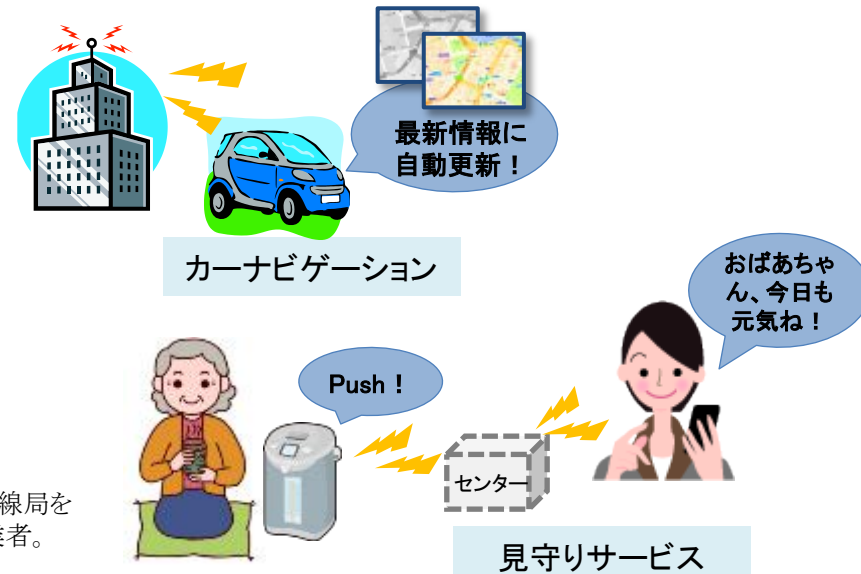 最新情報に
自動更新！
カーナビゲーション
おばあちゃ
ん、今日も
元気ね！
Push！
センター
線局を
者。
見守りサービス